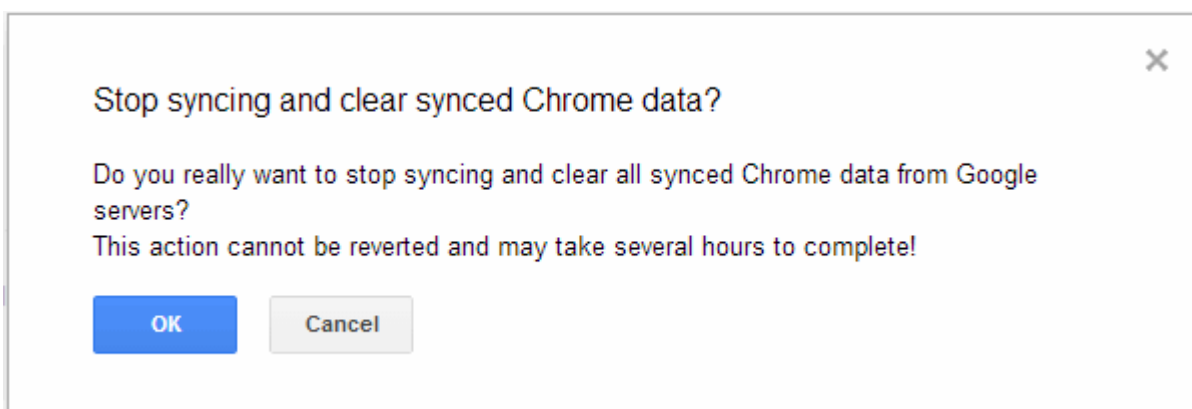 Stop syncing and clear synced Chrome data?
Do you really want to stop syncing and clear all synced Chrome data from Google
servers?
This action cannot be reverted and may take several hours to complete!
OK
Cancel